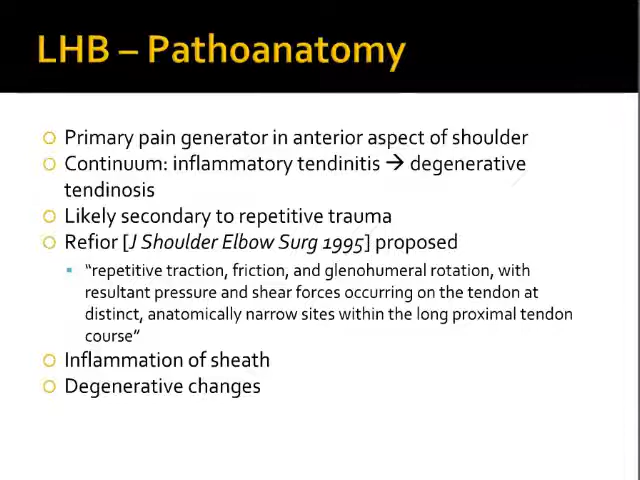 LHB – Pathoanatomy
Primary pain generator in anterior aspect of shoulder
Continuum: inflammatory tendinitis → degenerative
tendinosis
Likely secondary to repetitive trauma
Refior [J Shoulder Elbow Surg 1995] proposed
“repetitive traction, friction, and glenohumeral rotation, with
resultant pressure and shear forces occurring on the tendon at
distinct, anatomically narrow sites within the long proximal tendon
course”
Inflammation of sheath
Degenerative changes